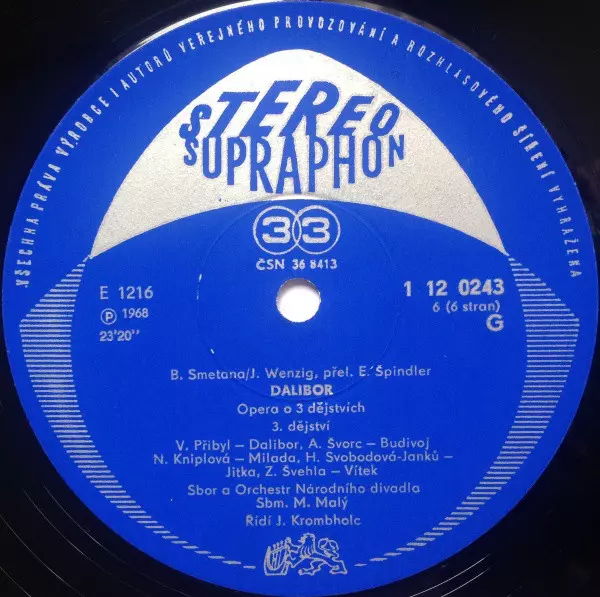 VŠECHNA PRÁVA VÝROBCE I AUTORŮ VEŘEJNÉHO PROVOZOVÁNÍ A ROZHLASOVÉHO ŠÍŘENÍ VYHRAŽENA
STEREO
SUPRAPHON
33
ČSN 36 8413
E 1216
℗ 1968
23'20''
1 12 0243
6 (6 stran)
G
B. Smetana/J. Wenzig, přel. E. Špindler
DALIBOR
Opera o 3 dějstvích
3. dějství
V. Přibyl – Dalibor, A. Švorc – Budivoj
N. Kniplová – Milada, H. Svobodová-Janků –
Jitka, Z. Švehla – Vítek
Sbor a Orchestr Národního divadla
Sbm. M. Malý
Řídí J. Krombholc